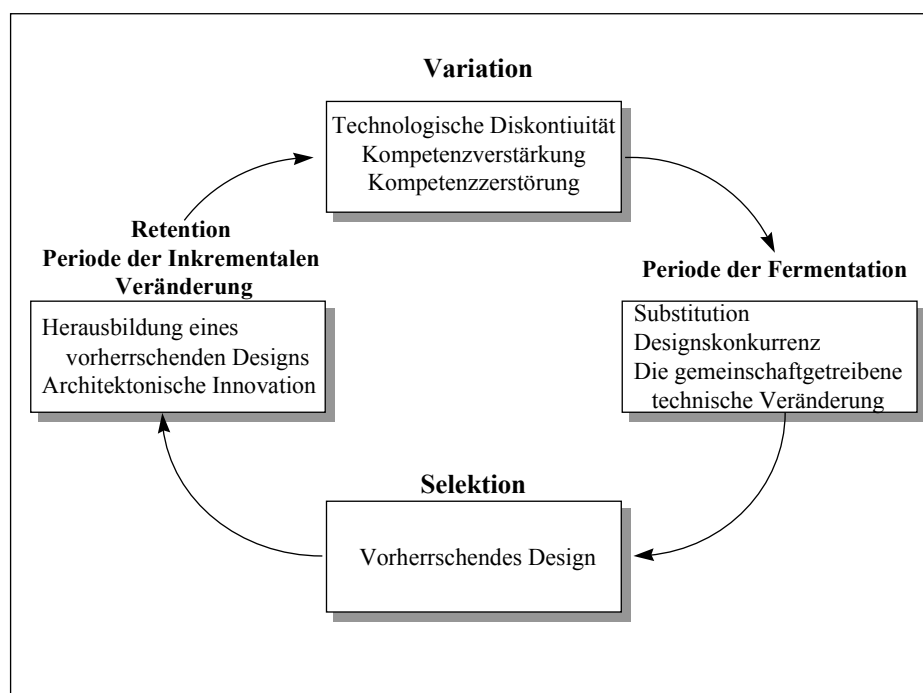 Variation
Technologische Diskontiuität
Kompetenzverstärkung
Kompetenzzerstörung
Retention
Periode der Inkrementalen
Veränderung
Herausbildung eines
vorherrschenden Designs
Architektonische Innovation
Periode der Fermentation
Substitution
Designskonkurrenz
Die gemeinschaftgetreibene
technische Veränderung
Selektion
Vorherrschendes Design